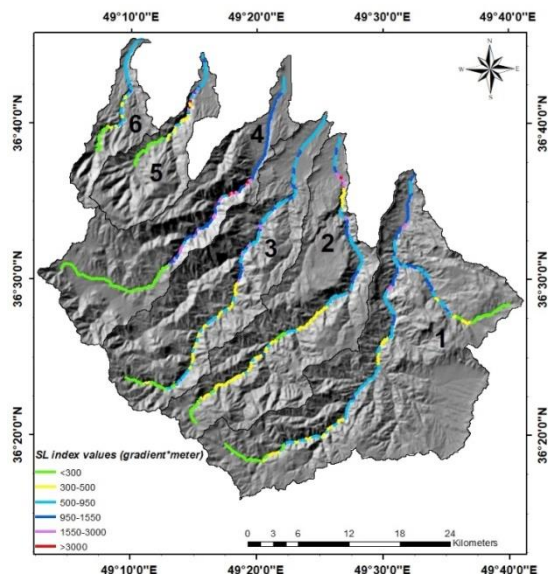 49°10'0"E 49°20'0"E 49°30'0"E 49°40'0"E
N
W E
S
36°40'0"N 36°40'0"N
6 5 4
3 2
36°30'0"N 36°30'0"N
1
36°20'0"N 36°20'0"N
SL index values (gradient*meter)
<300
300-500
500-950
950-1550
1550-3000
>3000
0 3 6 12 18 24
Kilometers
49°10'0"E 49°20'0"E 49°30'0"E 49°40'0"E